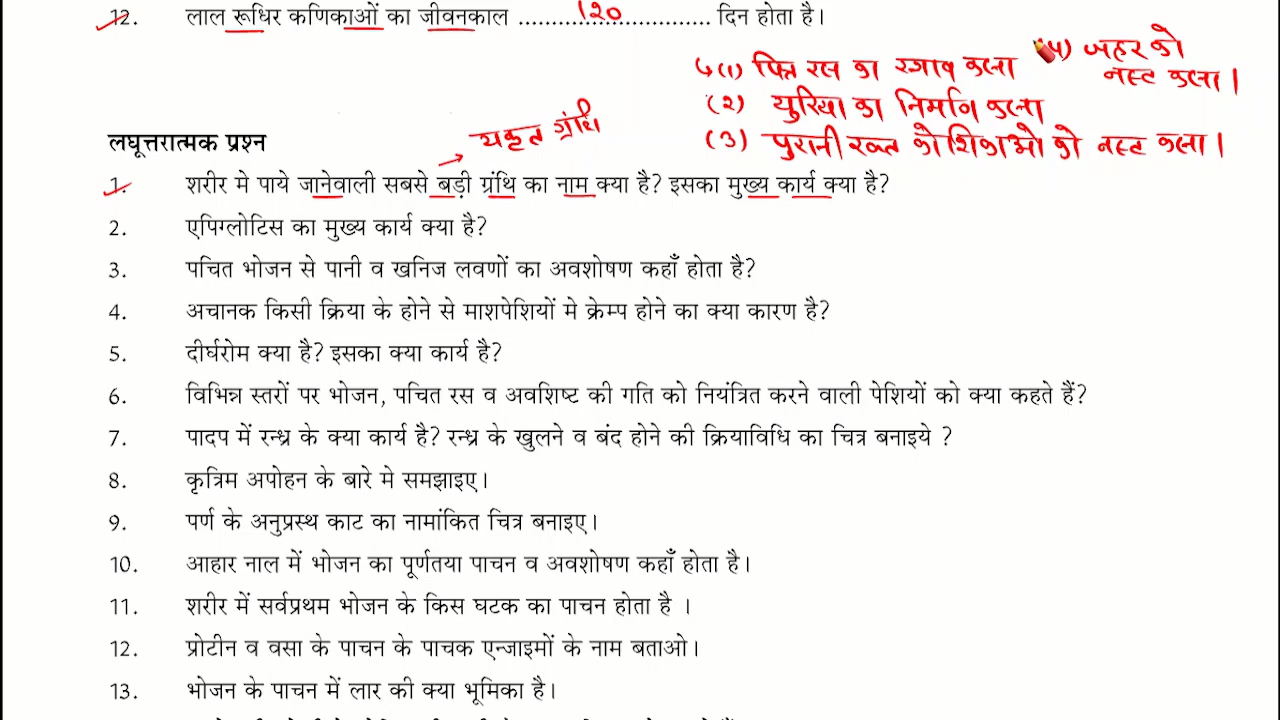 12. लाल रूधिर कणिकाओं का जीवनकाल .......120....... दिन होता है।
↳(1) पित्त रस का स्त्राव करना (4) जहर को
नस्ट करना।
(2) युरिया का निर्माण करना
(3) पुरानी रक्त कोशिकाओ को नस्ट करना।
यकृत ग्रंथि
लघूत्तरात्मक प्रश्न
1. शरीर मे पाये जानेवाली सबसे बड़ी ग्रंथि का नाम क्या है? इसका मुख्य कार्य क्या है?
2. एपिग्लोटिस का मुख्य कार्य क्या है?
3. पचित भोजन से पानी व खनिज लवणों का अवशोषण कहाँ होता है?
4. अचानक किसी क्रिया के होने से माशपेशियों मे क्रेम्प होने का क्या कारण है?
5. दीर्घरोम क्या है? इसका क्या कार्य है?
6. विभिन्न स्तरों पर भोजन, पचित रस व अवशिष्ट की गति को नियंत्रित करने वाली पेशियों को क्या कहते हैं?
7. पादप में रन्ध्र के क्या कार्य है? रन्ध्र के खुलने व बंद होने की क्रियाविधि का चित्र बनाइये ?
8. कृत्रिम अपोहन के बारे मे समझाइए।
9. पर्ण के अनुप्रस्थ काट का नामांकित चित्र बनाइए।
10. आहार नाल में भोजन का पूर्णतया पाचन व अवशोषण कहाँ होता है।
11. शरीर में सर्वप्रथम भोजन के किस घटक का पाचन होता है ।
12. प्रोटीन व वसा के पाचन के पाचक एन्जाइमों के नाम बताओ।
13. भोजन के पाचन में लार की क्या भूमिका है।